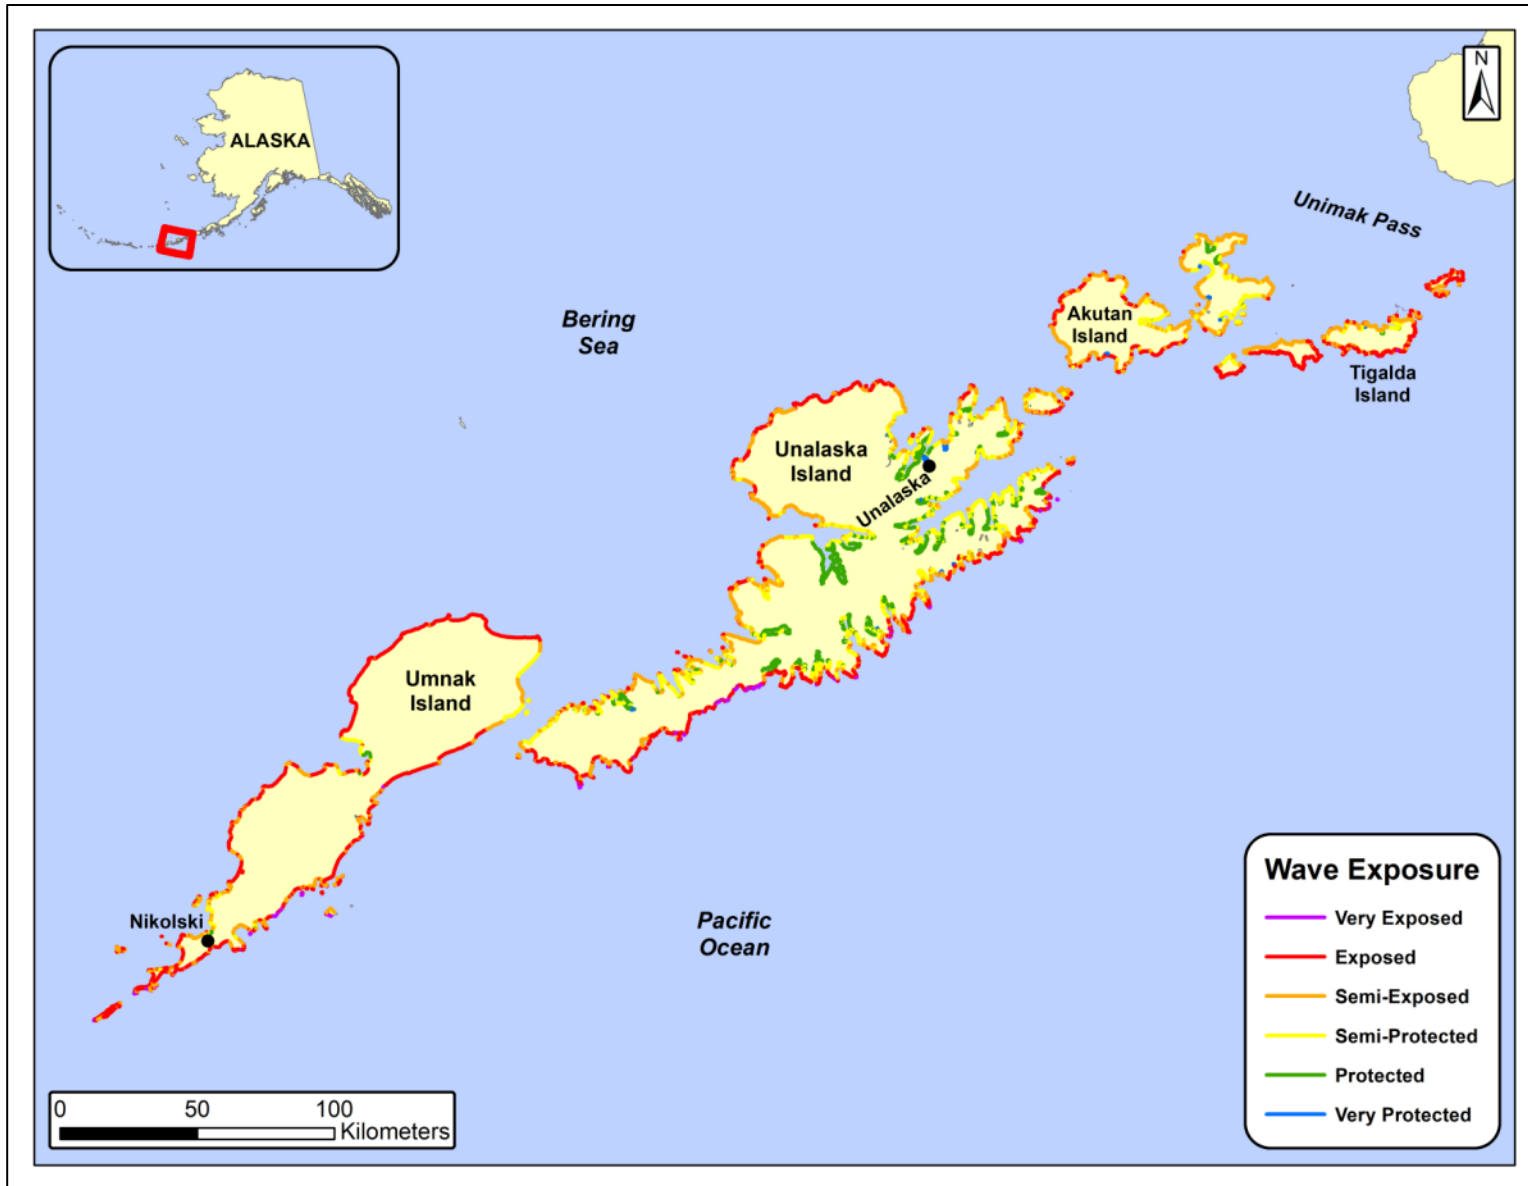 ALASKA
N
Unimak Pass
Bering
Sea
Akutan
Island
Tigalda
Island
Unalaska
Island
Unalaska
Umnak
Island
Nikolski
Pacific
Ocean
Wave Exposure
Very Exposed
Exposed
Semi-Exposed
Semi-Protected
Protected
Very Protected
0 50 100
Kilometers